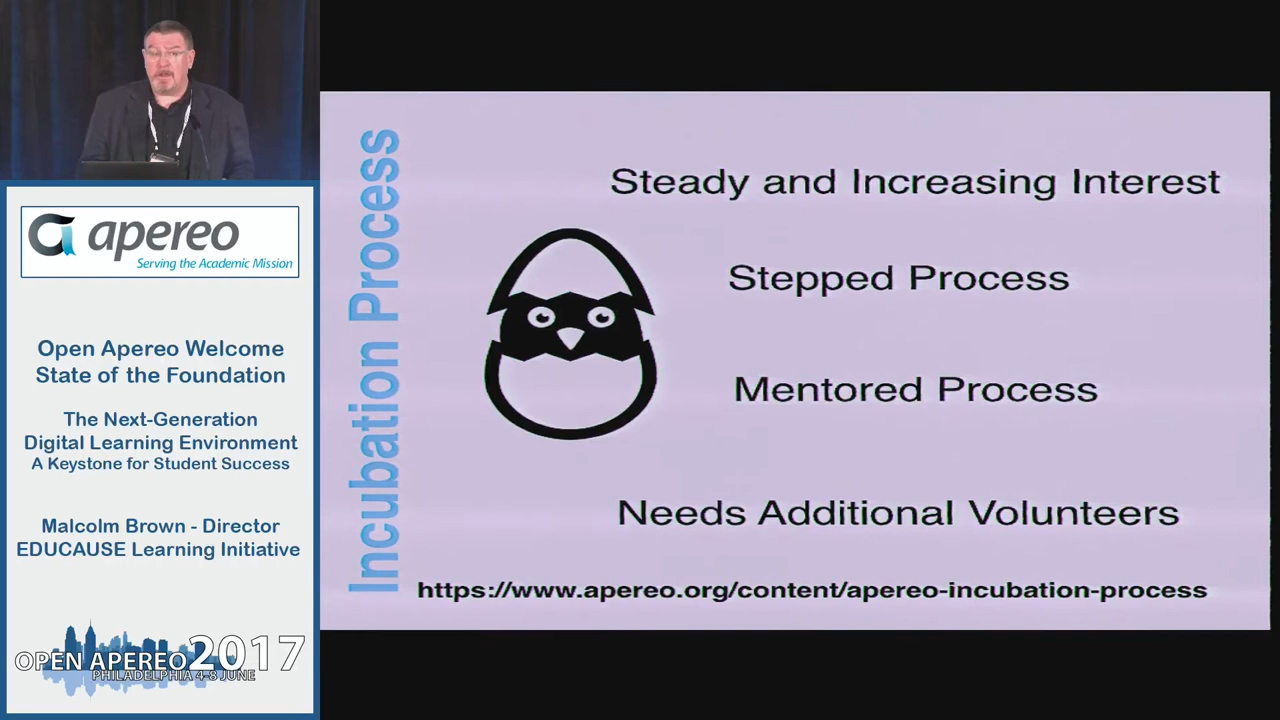 apereo
Serving the Academic Mission
Open Apereo Welcome
State of the Foundation
The Next-Generation
Digital Learning Environment
A Keystone for Student Success
Malcolm Brown - Director
EDUCAUSE Learning Initiative
OPEN APEREO 2017
PHILADELPHIA 4-8 JUNE
Incubation Process
Steady and Increasing Interest
Stepped Process
Mentored Process
Needs Additional Volunteers
https://www.apereo.org/content/apereo-incubation-process